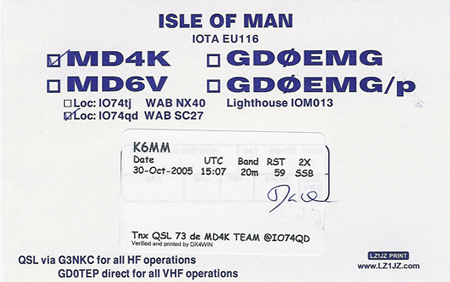 ISLE OF MAN
IOTA EU116
MD4K GDØEMG
MD6V GDØEMG/p
Loc: IO74tj WAB NX40 Lighthouse IOM013
Loc: IO74qd WAB SC27
K6MM
Date UTC Band RST 2X
30-Oct-2005 15:07 20m 59 SSB
Dave
Tnx QSL 73 de MD4K TEAM @IO74QD
Verified and printed by DX4WIN
QSL via G3NKC for all HF operations
GD0TEP direct for all VHF operations
LZ1JZ PRINT
www.LZ1JZ.com